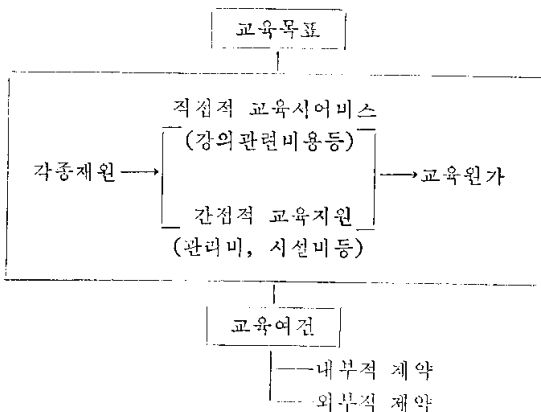 교육목표
직접적 교육서어비스
(강의관련비용등)
각종재원
교육원가
간접적 교육지원
(관리비, 시설비등)
교육여건
내부적 제약
외부적 제약